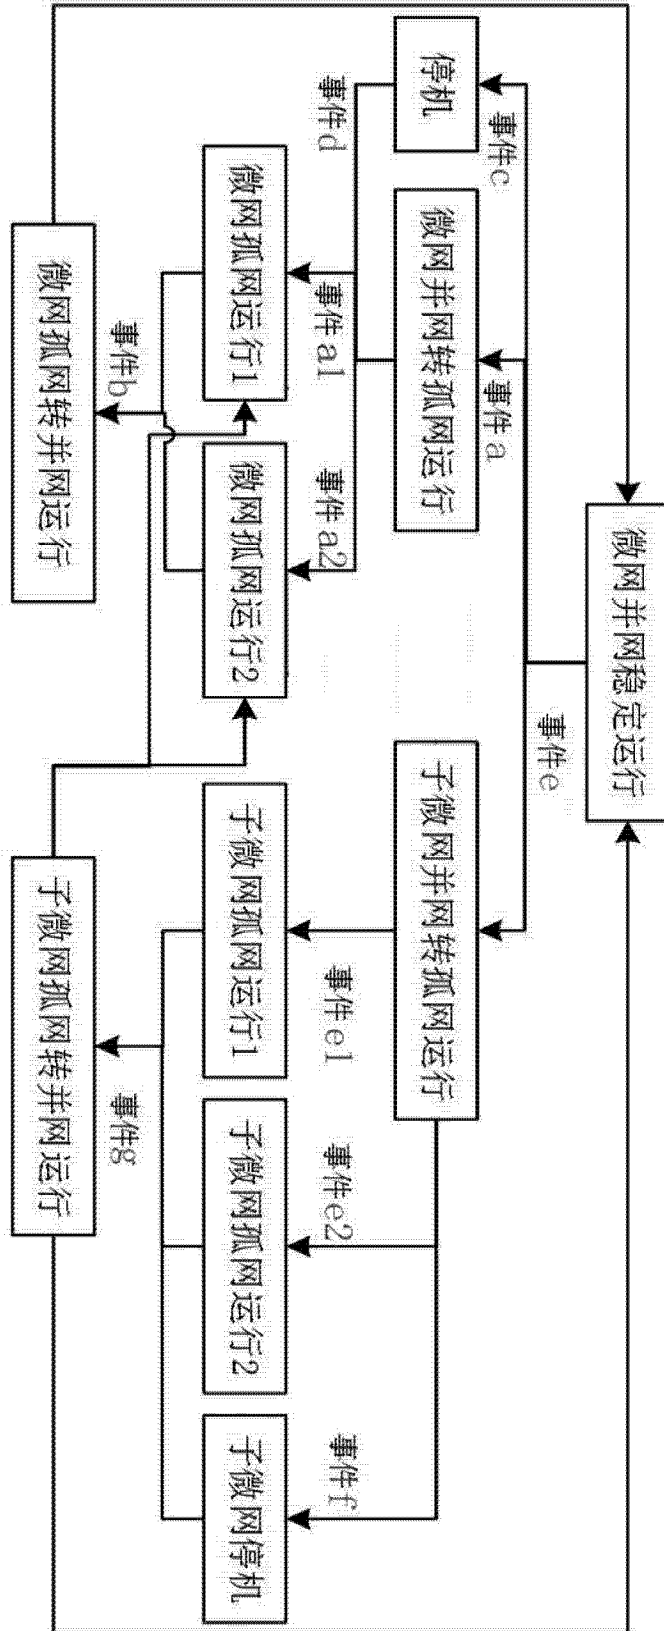 微网并网稳定运行
事件c
事件a
事件e
停机
微网并网转孤网运行
子微网并网转孤网运行
事件d
事件a1
事件a2
事件e1
事件e2
事件f
微网孤网运行1
微网孤网运行2
子微网孤网运行1
子微网孤网运行2
子微网停机
事件b
事件g
微网孤网转并网运行
子微网孤网转并网运行